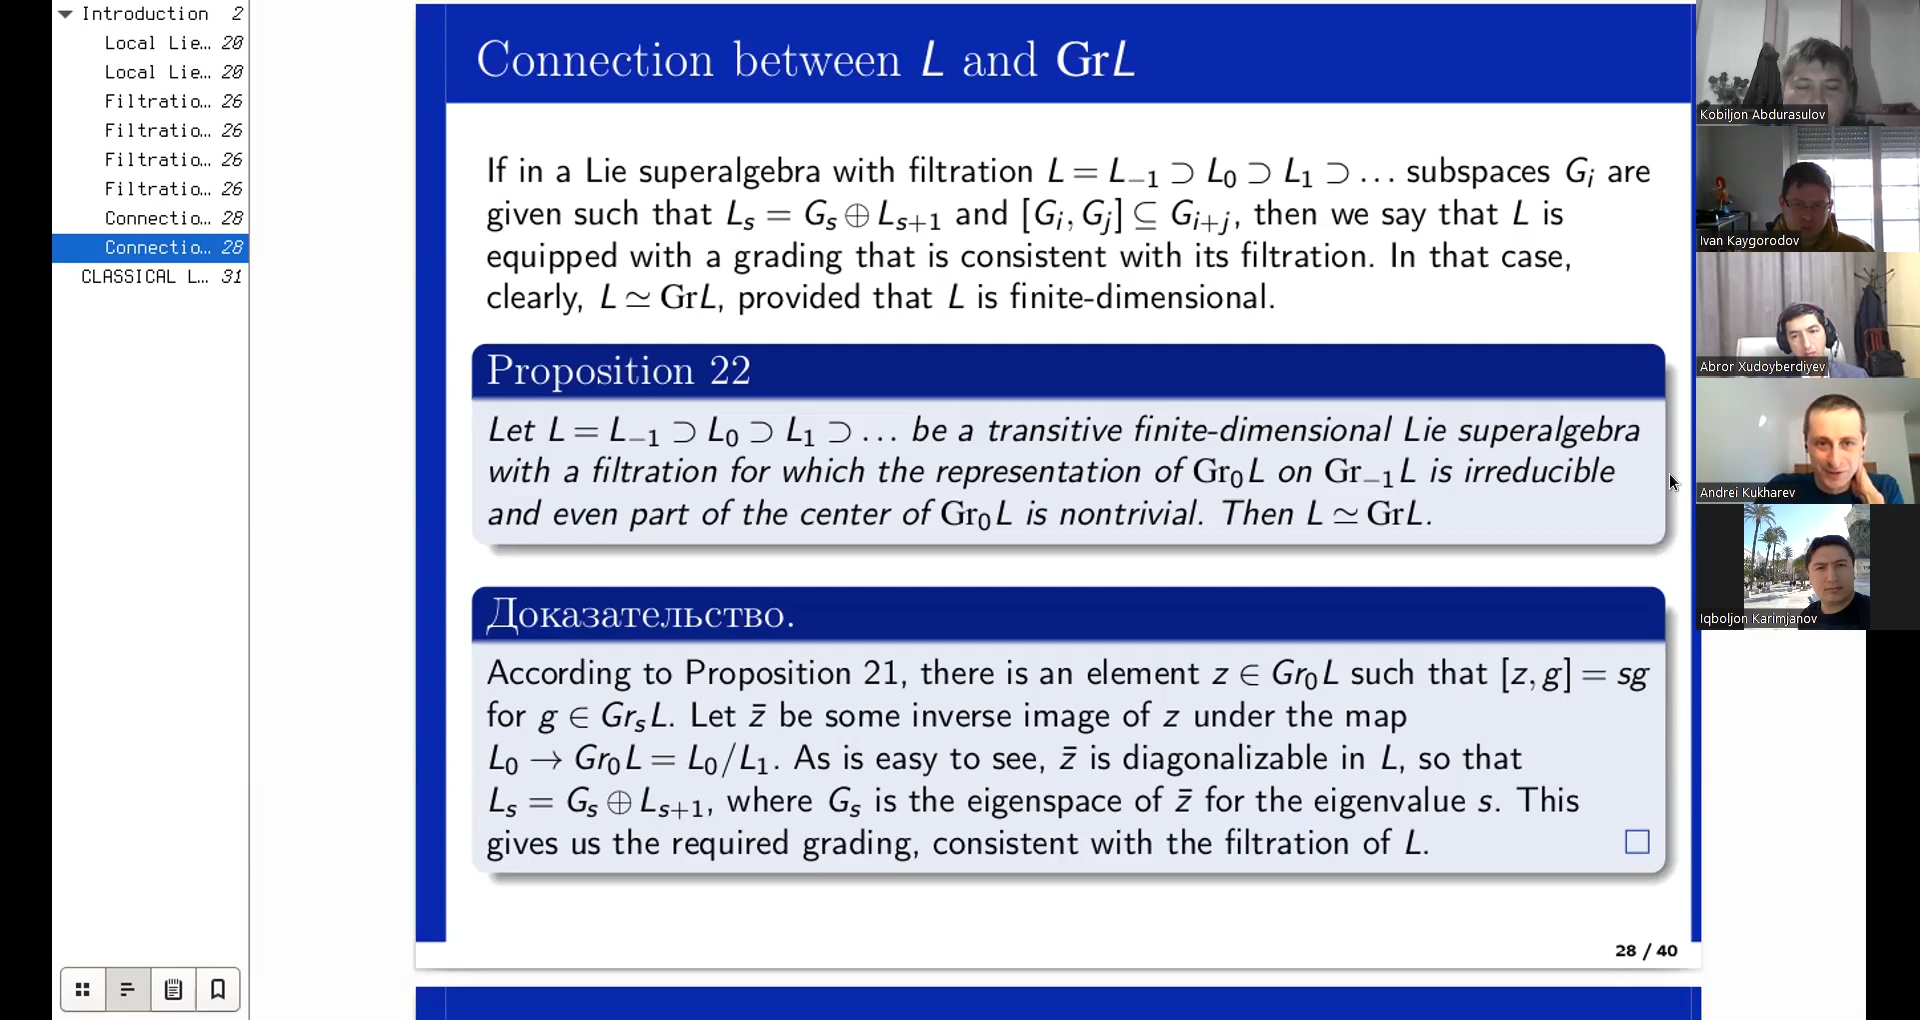 Introduction 2
Local Lie… 20
Local Lie… 20
Filtratio… 26
Filtratio… 26
Filtratio… 26
Filtratio… 26
Connectio… 28
Connectio… 28
CLASSICAL L… 31
Connection between L and GrL
If in a Lie superalgebra with filtration L = L₋₁ ⊃ L₀ ⊃ L₁ ⊃ … subspaces Gᵢ are
given such that Lₛ = Gₛ ⊕ Lₛ₊₁ and [Gᵢ, Gⱼ] ⊆ Gᵢ₊ⱼ, then we say that L is
equipped with a grading that is consistent with its filtration. In that case,
clearly, L ≃ GrL, provided that L is finite-dimensional.
Proposition 22
Let L = L₋₁ ⊃ L₀ ⊃ L₁ ⊃ … be a transitive finite-dimensional Lie superalgebra
with a filtration for which the representation of Gr₀L on Gr₋₁L is irreducible
and even part of the center of Gr₀L is nontrivial. Then L ≃ GrL.
Доказательство.
According to Proposition 21, there is an element z ∈ Gr₀L such that [z, g] = sg
for g ∈ GrₛL. Let z̄ be some inverse image of z under the map
L₀ → Gr₀L = L₀/L₁. As is easy to see, z̄ is diagonalizable in L, so that
Lₛ = Gₛ ⊕ Lₛ₊₁, where Gₛ is the eigenspace of z̄ for the eigenvalue s. This
gives us the required grading, consistent with the filtration of L. □
28 / 40
Kobiljon Abdurasulov
Ivan Kaygorodov
Abror Xudoyberdiyev
Andrei Kukharev
Iqboljon Karimjanov